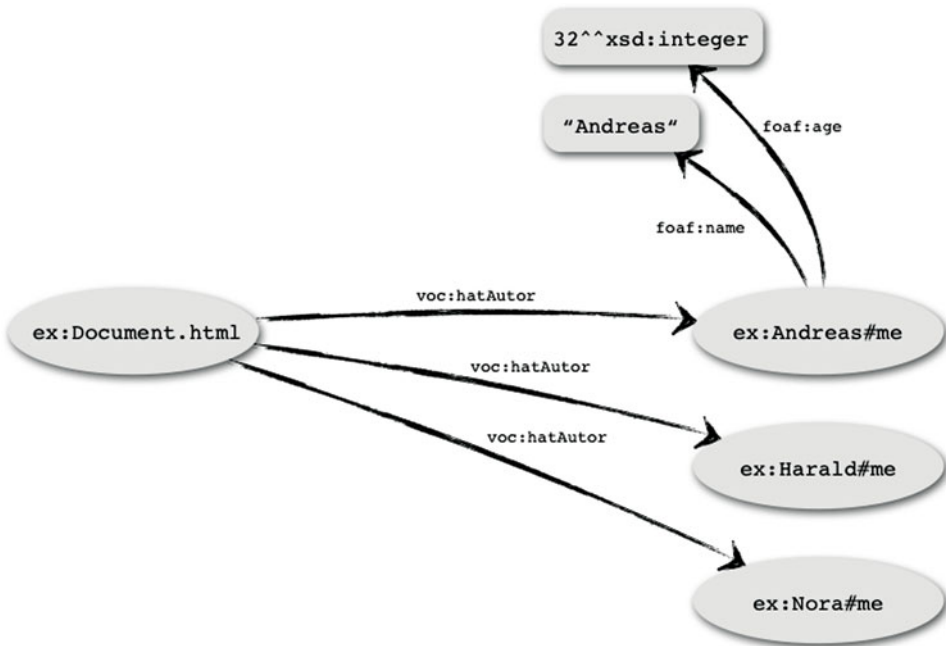 32^^xsd:integer
“Andreas“
foaf:age
foaf:name
voc:hatAutor
ex:Document.html
ex:Andreas#me
voc:hatAutor
voc:hatAutor
ex:Harald#me
ex:Nora#me